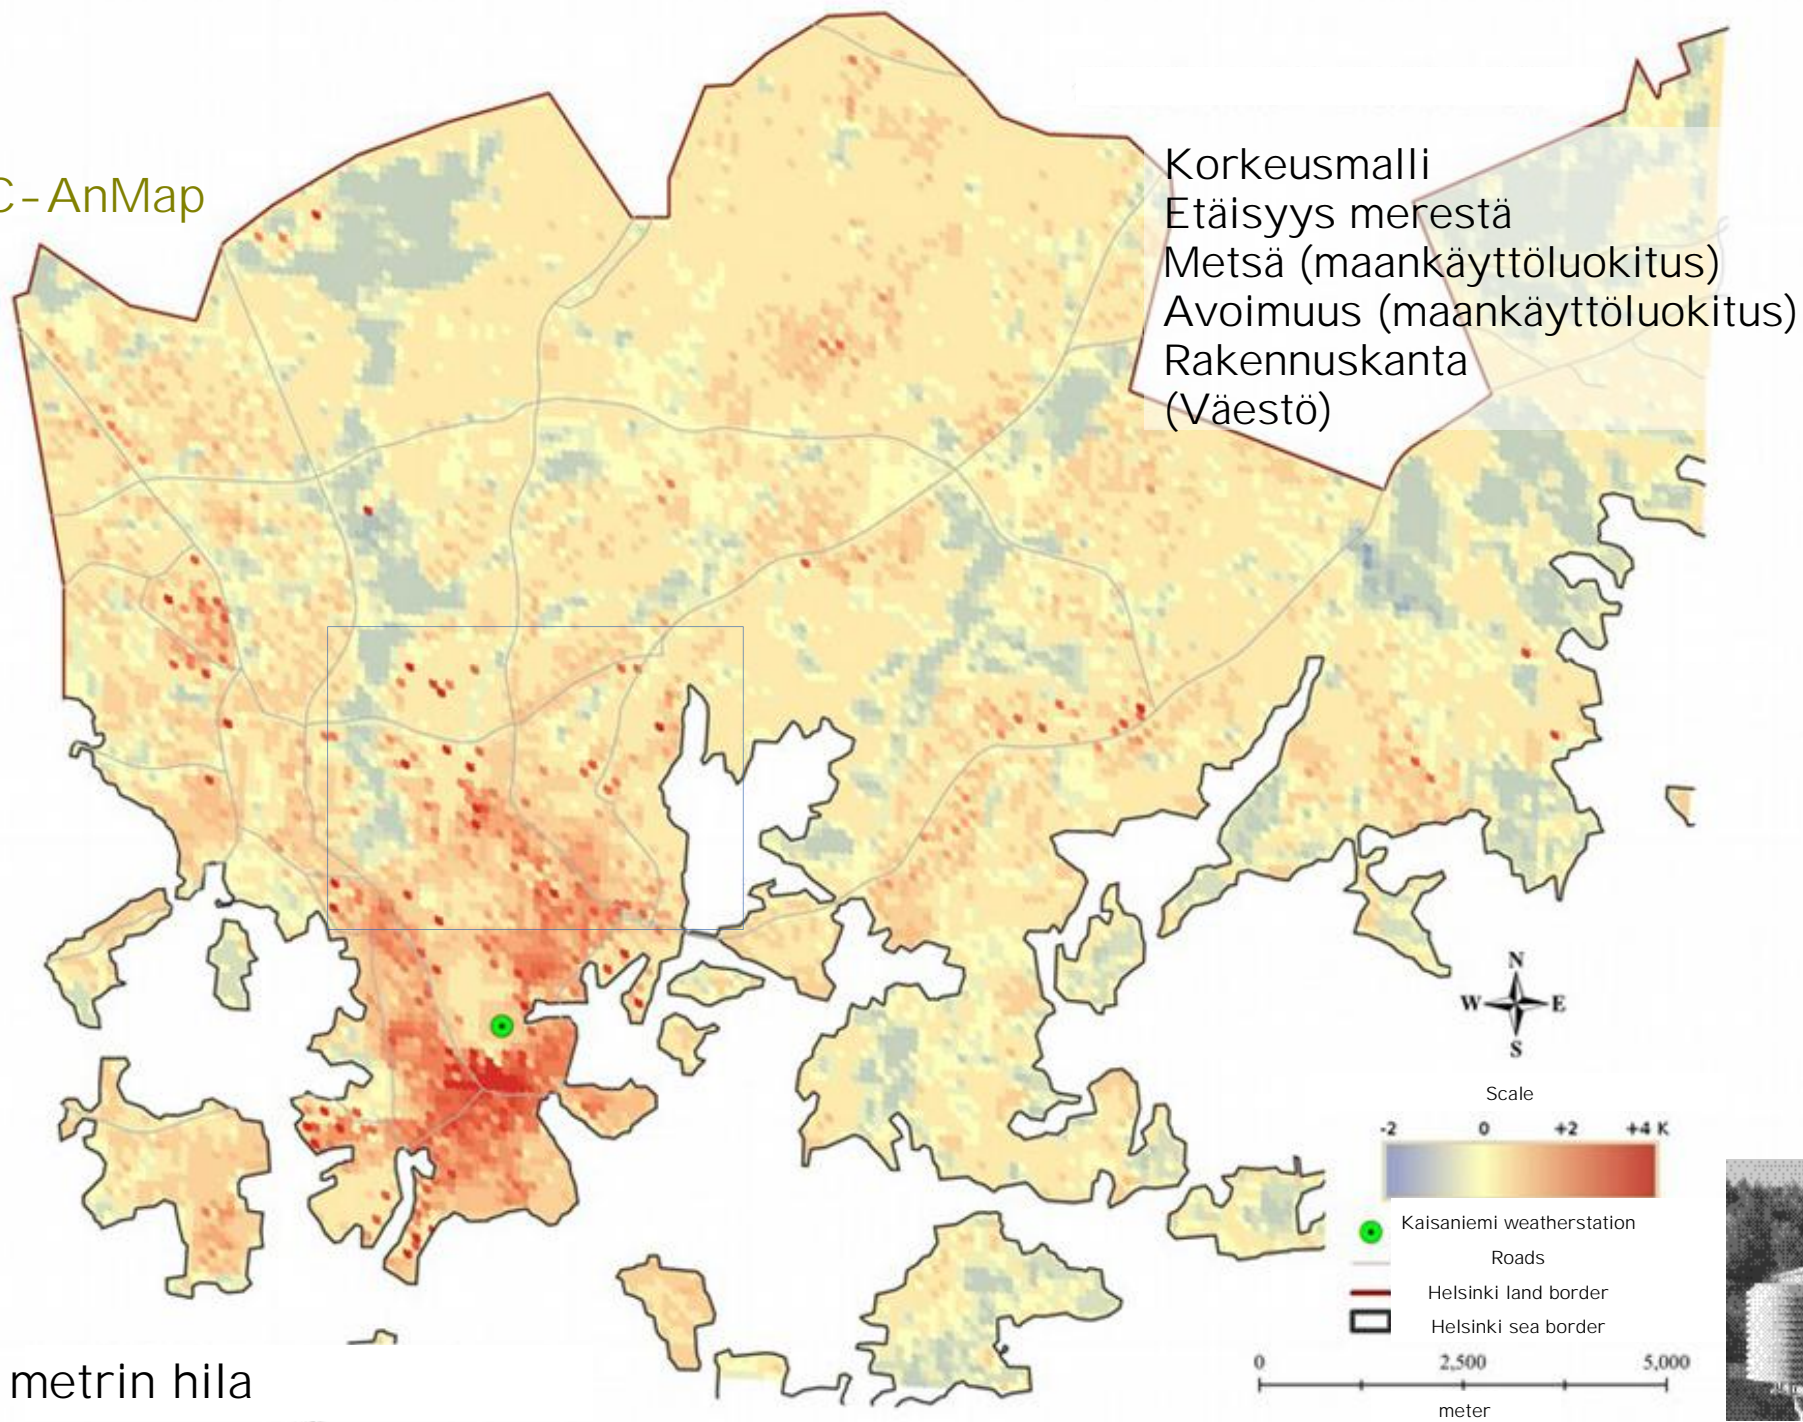 C-AnMap
Korkeusmalli
Etäisyys merestä
Metsä (maankäyttöluokitus)
Avoimuus (maankäyttöluokitus)
Rakennuskanta
(Väestö)
N
W E
S
Scale
-2 0 +2 +4 K
Kaisaniemi weatherstation
Roads
Helsinki land border
Helsinki sea border
0 2,500 5,000
meter
metrin hila